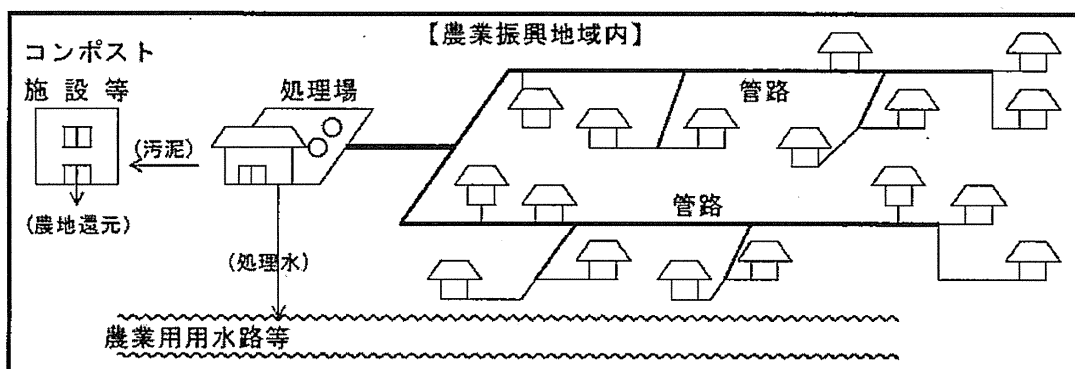 【農業振興地域内】
コンポスト
施設等
処理場
管路
(汚泥)
管路
(農地還元)
(処理水)
農業用用水路等